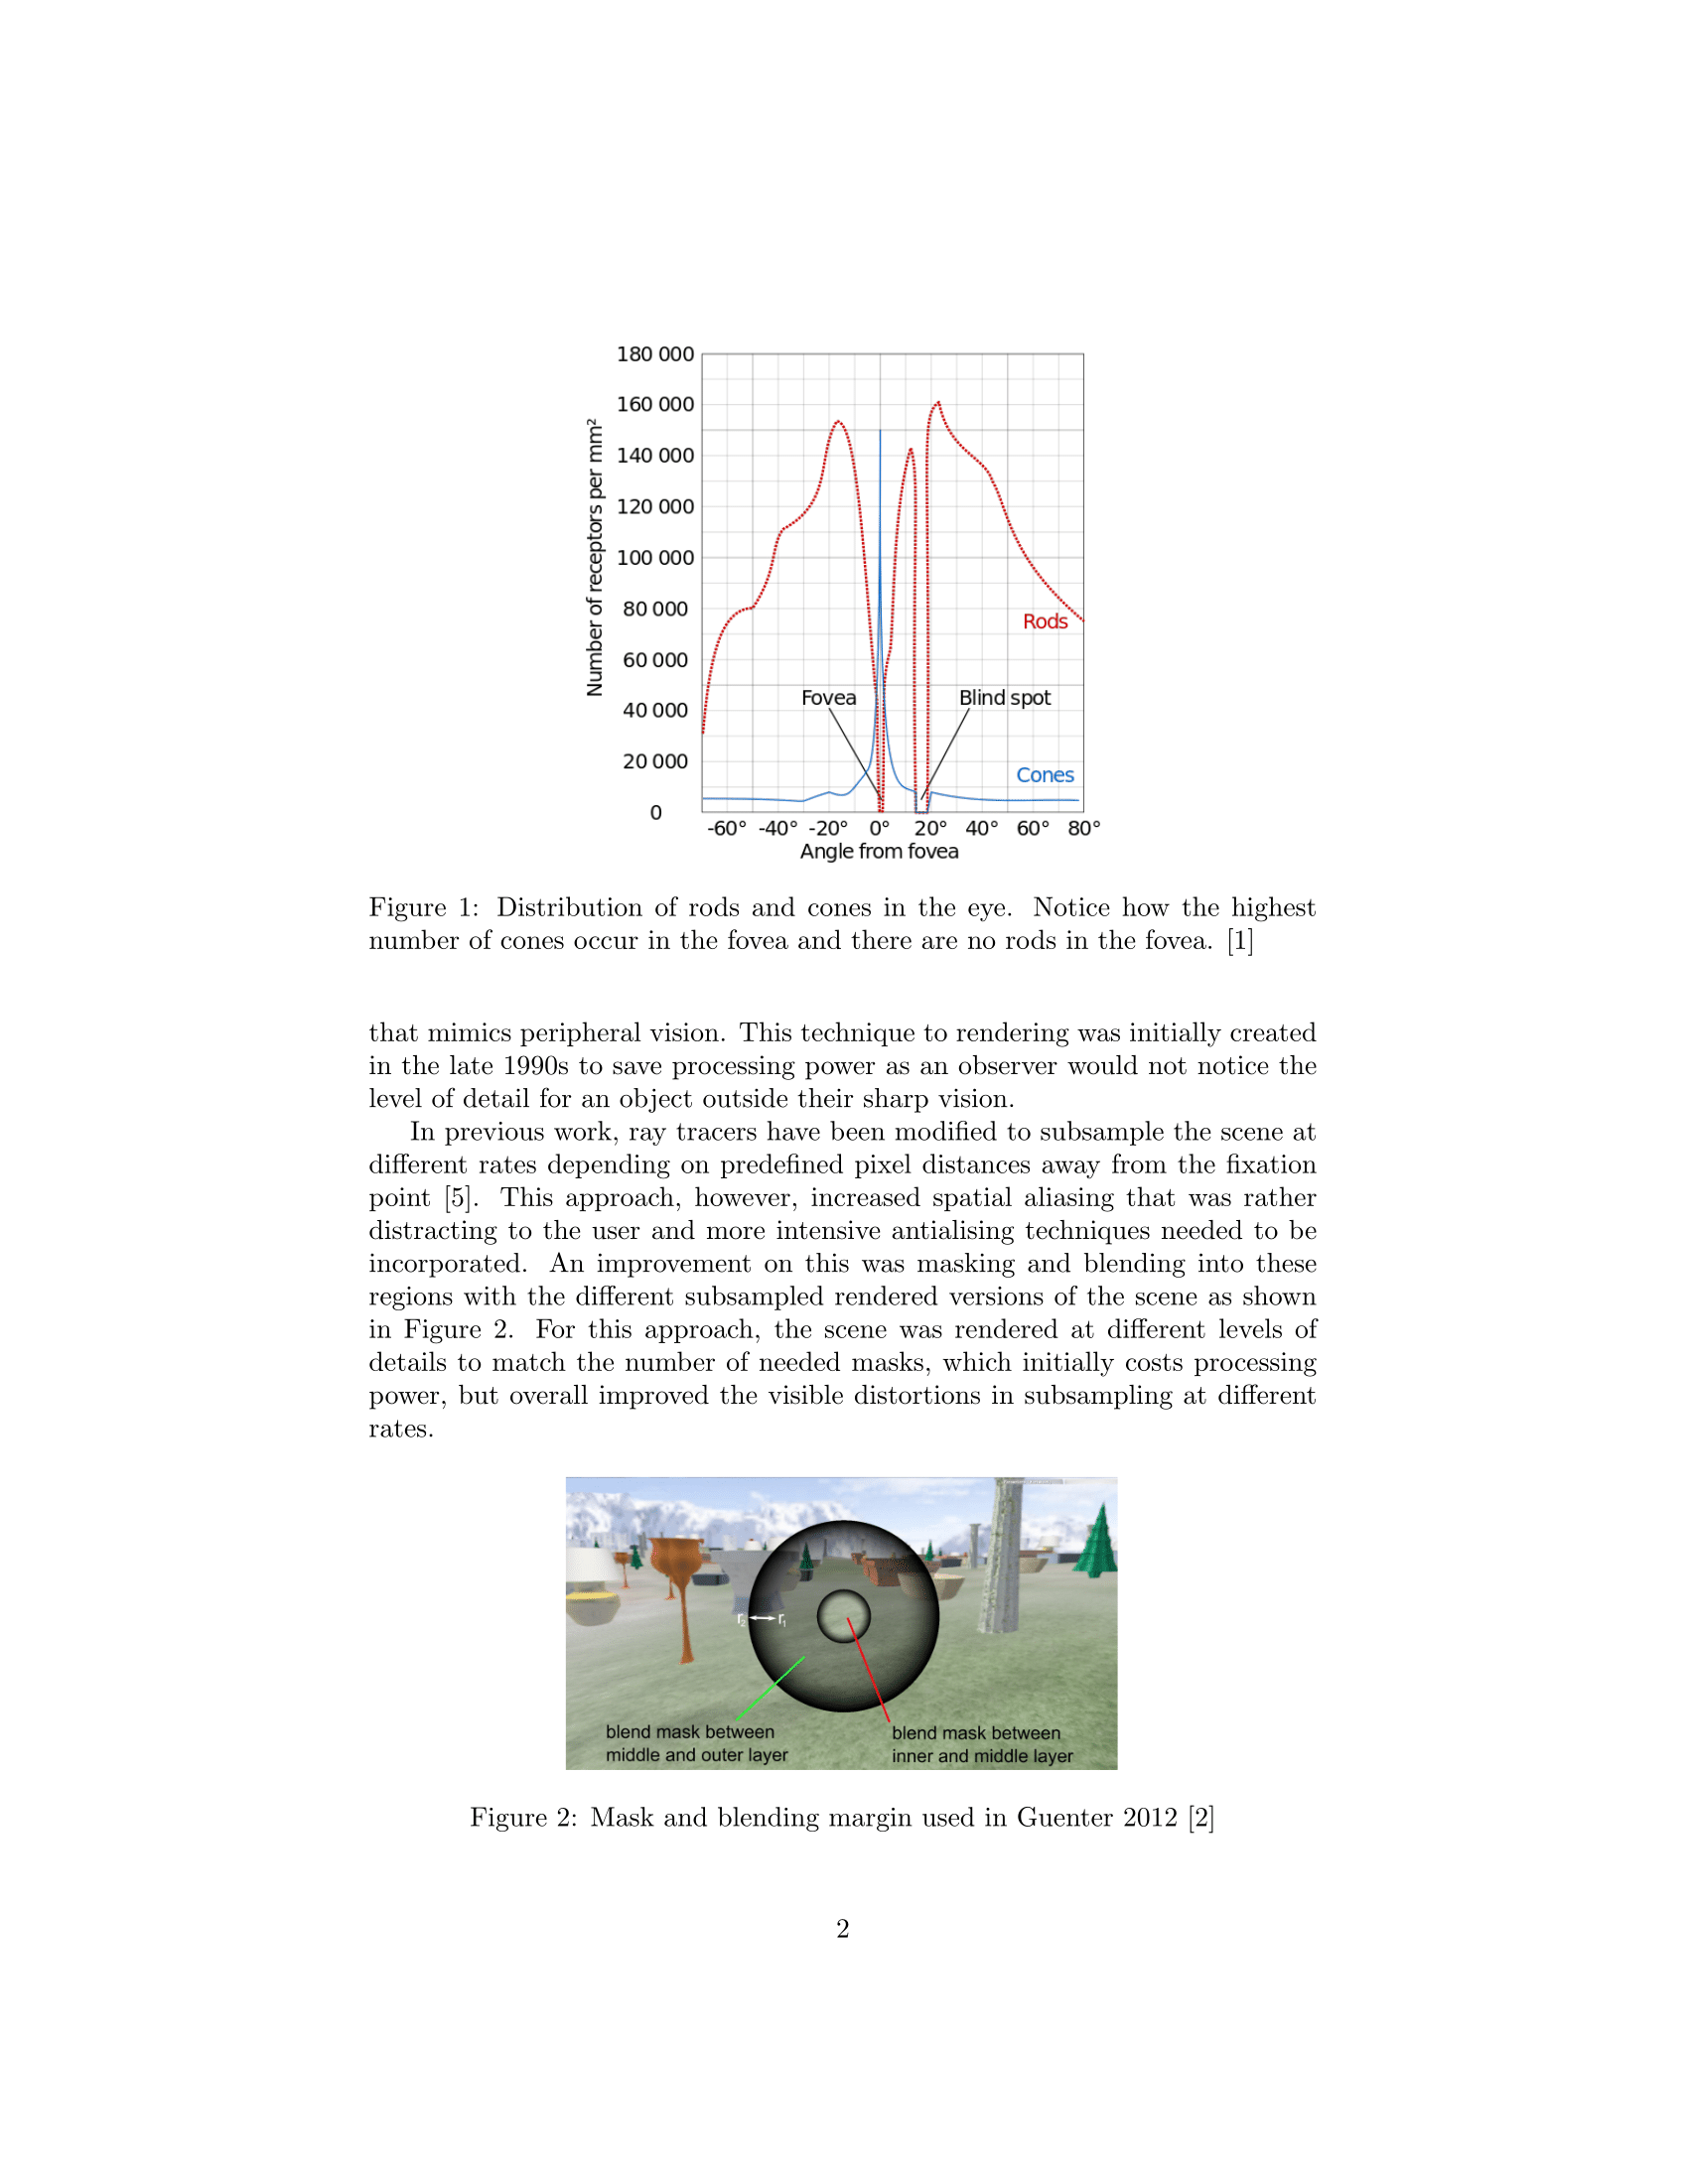 180 000
160 000
140 000
120 000
100 000
80 000
60 000
40 000
20 000
0
Number of receptors per mm²
Rods
Fovea
Blind spot
Cones
-60° -40° -20° 0° 20° 40° 60° 80°
Angle from fovea
Figure 1: Distribution of rods and cones in the eye. Notice how the highest
number of cones occur in the fovea and there are no rods in the fovea. [1]
that mimics peripheral vision. This technique to rendering was initially created
in the late 1990s to save processing power as an observer would not notice the
level of detail for an object outside their sharp vision.
In previous work, ray tracers have been modified to subsample the scene at
different rates depending on predefined pixel distances away from the fixation
point [5]. This approach, however, increased spatial aliasing that was rather
distracting to the user and more intensive antialising techniques needed to be
incorporated. An improvement on this was masking and blending into these
regions with the different subsampled rendered versions of the scene as shown
in Figure 2. For this approach, the scene was rendered at different levels of
details to match the number of needed masks, which initially costs processing
power, but overall improved the visible distortions in subsampling at different
rates.
r₂ r₁
blend mask between
middle and outer layer
blend mask between
inner and middle layer
Figure 2: Mask and blending margin used in Guenter 2012 [2]
2